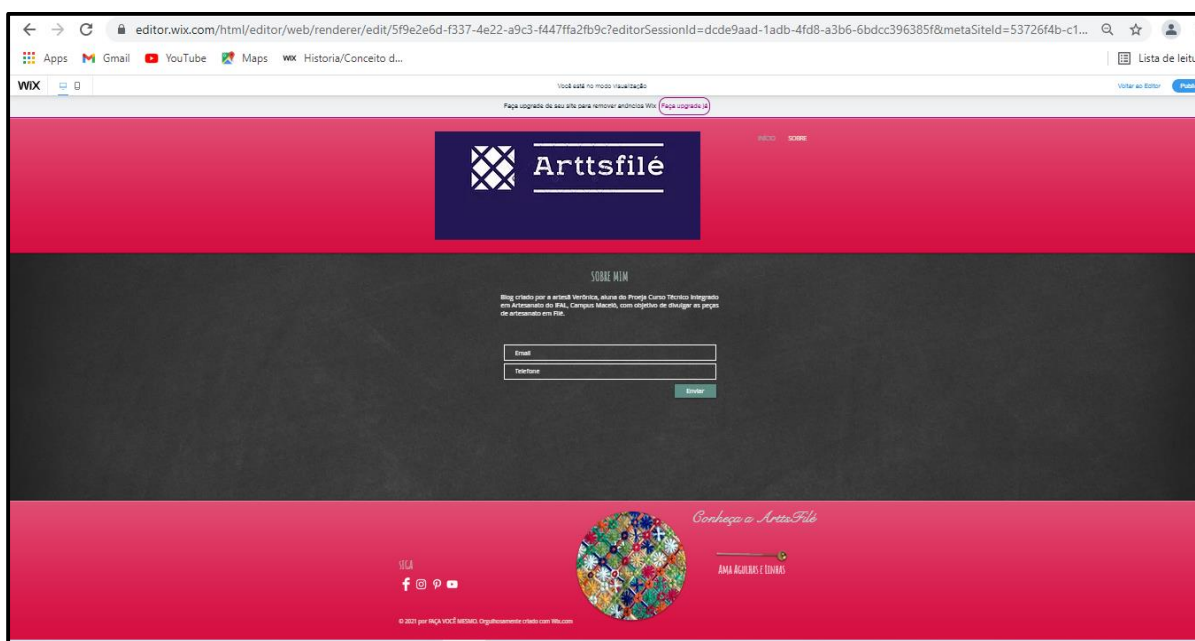 editor.wix.com/html/editor/web/renderer/edit/5f9e2e6d-f337-4e22-a9c3-f447ffa2fb9c?editorSessionId=dcde9aad-1adb-4fd8-a3b6-6bdcc396385f&metaSiteId=53726f4b-c1...
Apps Gmail YouTube Maps WIX Historia/Conceito d... Lista de leitu
WIX Você está no modo visualização Voltar ao Editor Publi
Faça upgrade de seu site para remover anúncios Wix Faça upgrade já
INÍCIO SOBRE
Arttsfilé
SOBRE MIM
Blog criado por a artesã Verônica, aluna do Proeja Curso Técnico Integrado
em Artesanato do IFAL, Campus Maceió, com objetivo de divulgar as peças
de artesanato em Filé.
Email
Telefone
Enviar
Conheça a ArttsFilé
SIGA
AMA AGULHAS E LINHAS
© 2021 por FAÇA VOCÊ MESMO. Orgulhosamente criado com Wix.com